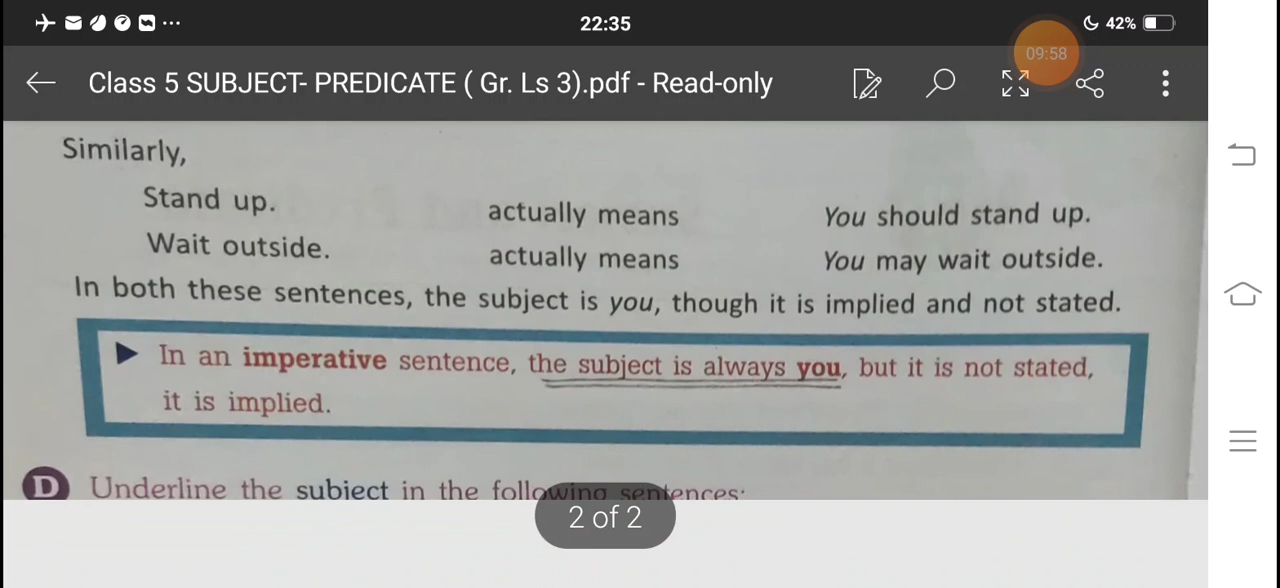 22:35
42%
09:58
Class 5 SUBJECT- PREDICATE ( Gr. Ls 3).pdf - Read-only
Similarly,
Stand up. actually means You should stand up.
Wait outside. actually means You may wait outside.
In both these sentences, the subject is you, though it is implied and not stated.
In an imperative sentence, the subject is always you, but it is not stated,
it is implied.
D Underline the subject in the following sentences:
2 of 2